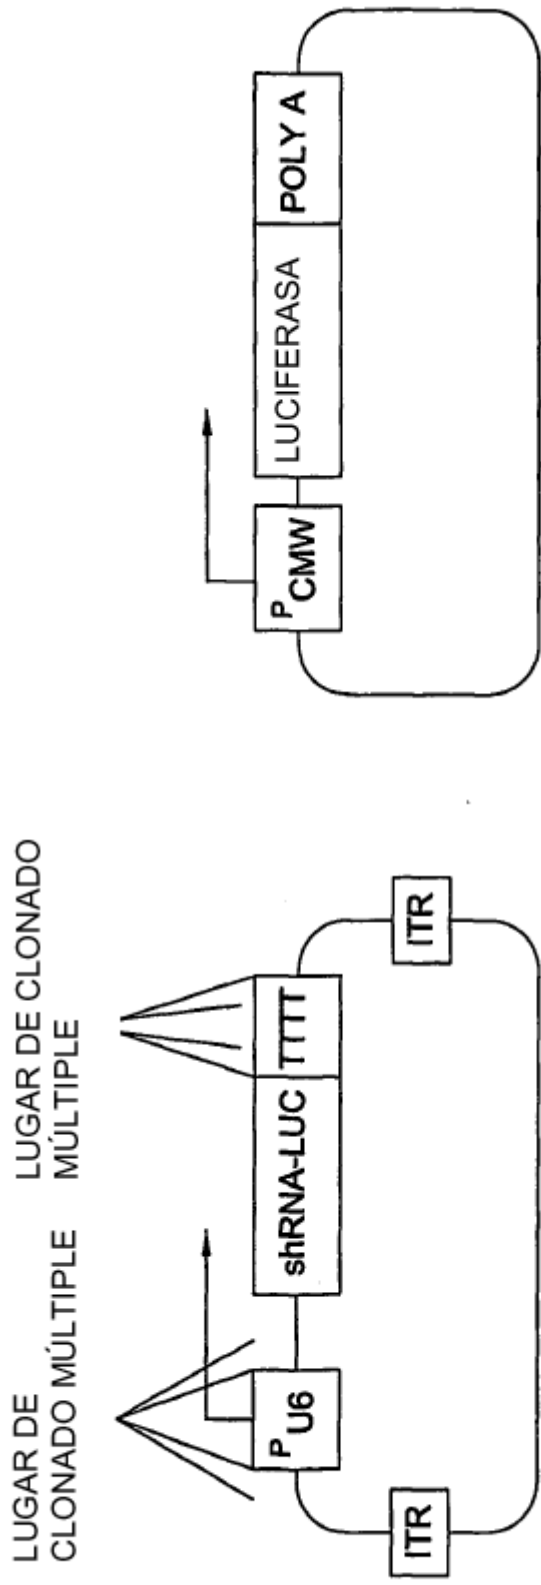 LUGAR DE
CLONADO MÚLTIPLE
LUGAR DE CLONADO
MÚLTIPLE
PU6
shRNA-LUC
TTTT
ITR
ITR
PCMW
LUCIFERASA
POLY A